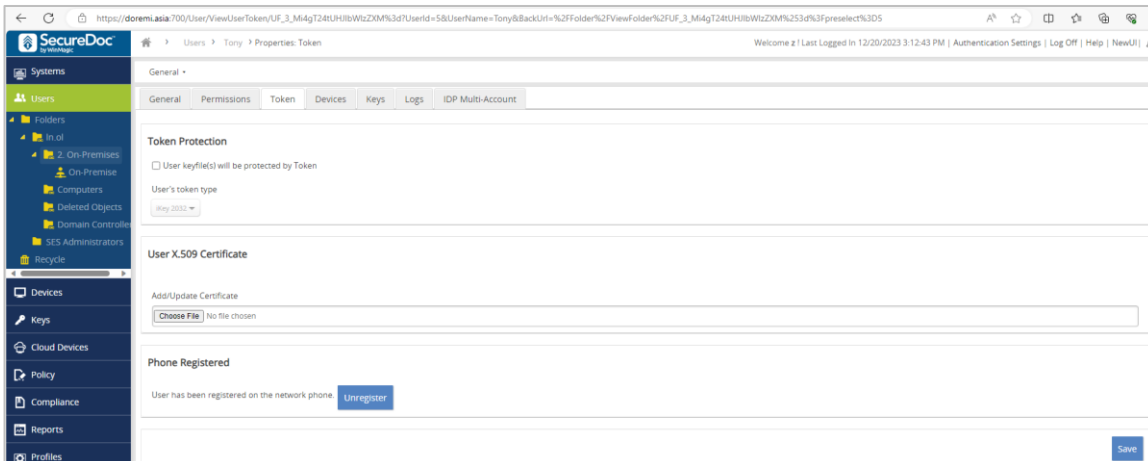 https://doremi.asia:700/User/ViewUserToken/UF_3_Mi4gT24tUHJlbWlzZXM%3d?UserId=5&UserName=Tony&BackUrl=%2FFolder%2FViewFolder%2FUF_3_Mi4gT24tUHJlbWlzZXM%253d%3Fpreselect%3D5
SecureDoc
by WinMagic
Users > Tony > Properties: Token
Welcome z ! Last Logged In 12/20/2023 3:12:43 PM | Authentication Settings | Log Off | Help | NewUI |
Systems
General
Users
General Permissions Token Devices Keys Logs IDP Multi-Account
Folders
ln.ol
2. On-Premises
On-Premise
Computers
Deleted Objects
Domain Controller
SES Administrators
Recycle
Token Protection
User keyfile(s) will be protected by Token
User's token type
iKey 2032
User X.509 Certificate
Add/Update Certificate
Choose File No file chosen
Phone Registered
User has been registered on the network phone. Unregister
Save
Devices
Keys
Cloud Devices
Policy
Compliance
Reports
Profiles